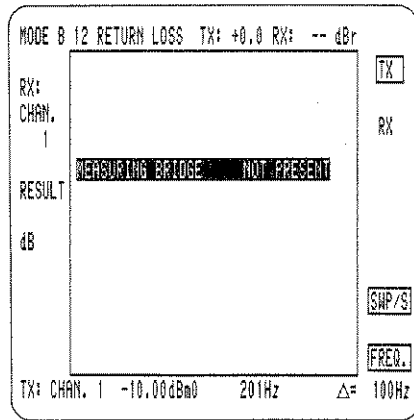 MODE B 12 RETURN LOSS TX: +0.0 RX: -- dBr
TX
RX:
CHAN.
1
RX
MEASURING BRIDGE NOT PRESENT
RESULT
dB
SWP/S
FREQ.
TX: CHAN. 1 -10.00dBm0 201Hz Δ= 100Hz